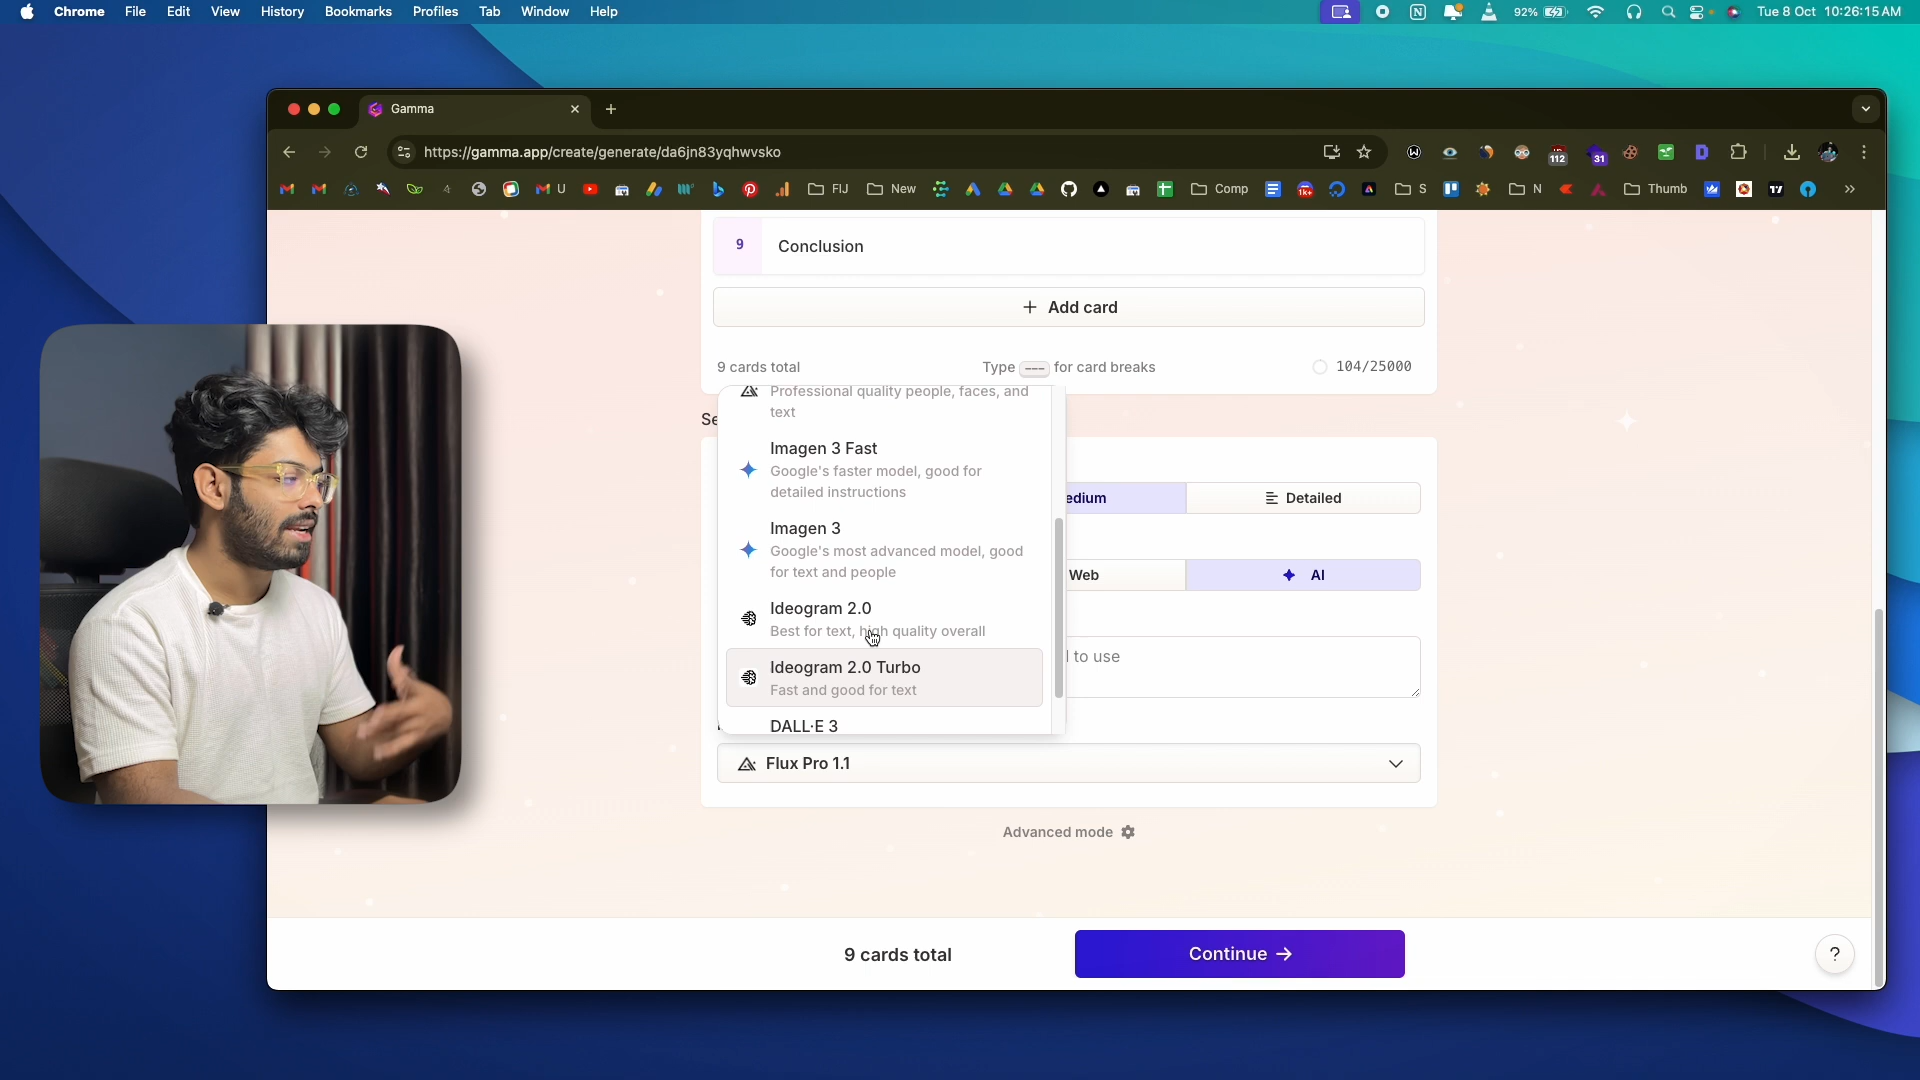 Chrome File Edit View History Bookmarks Profiles Tab Window Help
92% Tue 8 Oct 10:26:15 AM
Gamma
https://gamma.app/create/generate/da6jn83yqhwvsko
112
31
U
FIJ
New
1K+
Comp
S
N
Thumb
9 Conclusion
+ Add card
9 cards total
Type --- for card breaks
104/25000
Se
Professional quality people, faces, and
text
Imagen 3 Fast
Google's faster model, good for
detailed instructions
Imagen 3
Google's most advanced model, good
for text and people
Ideogram 2.0
Best for text, high quality overall
Ideogram 2.0 Turbo
Fast and good for text
DALL·E 3
edium
Detailed
Web
AI
to use
Flux Pro 1.1
Advanced mode
9 cards total
Continue →
?